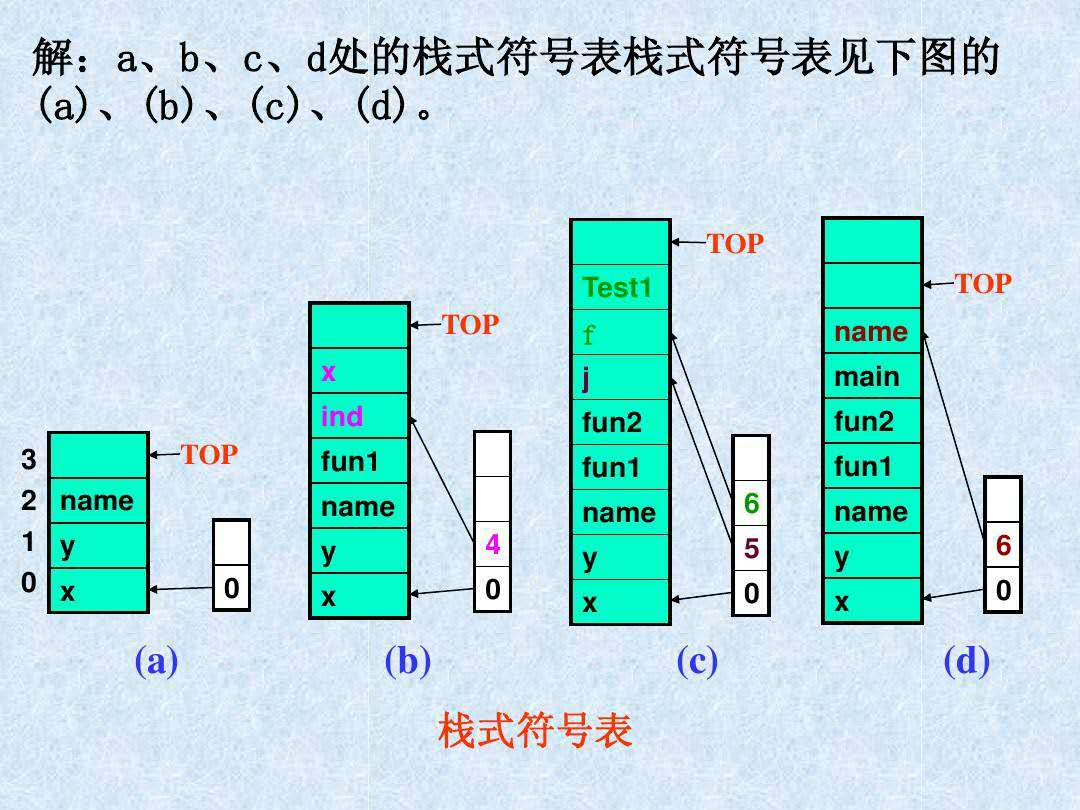 解：a、b、c、d处的栈式符号表栈式符号表见下图的
(a)、(b)、(c)、(d)。
3
2
1
0
name
y
x
TOP
0
(a)
x
ind
fun1
name
y
x
TOP
4
0
(b)
Test1
f
j
fun2
fun1
name
y
x
TOP
6
5
0
(c)
name
main
fun2
fun1
name
y
x
TOP
6
0
(d)
栈式符号表